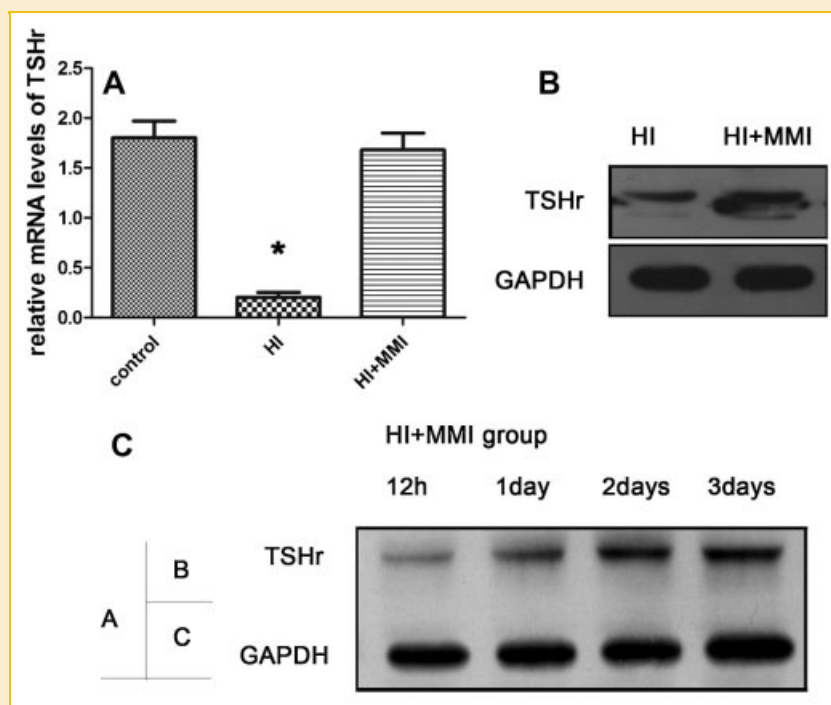 relative mRNA levels of TSHr
A
2.5
2.0
1.5
1.0
0.5
0.0
*
control
HI
HI+MMI
B
HI HI+MMI
TSHr
GAPDH
C
HI+MMI group
12h 1day 2days 3days
TSHr
GAPDH
B
A
C